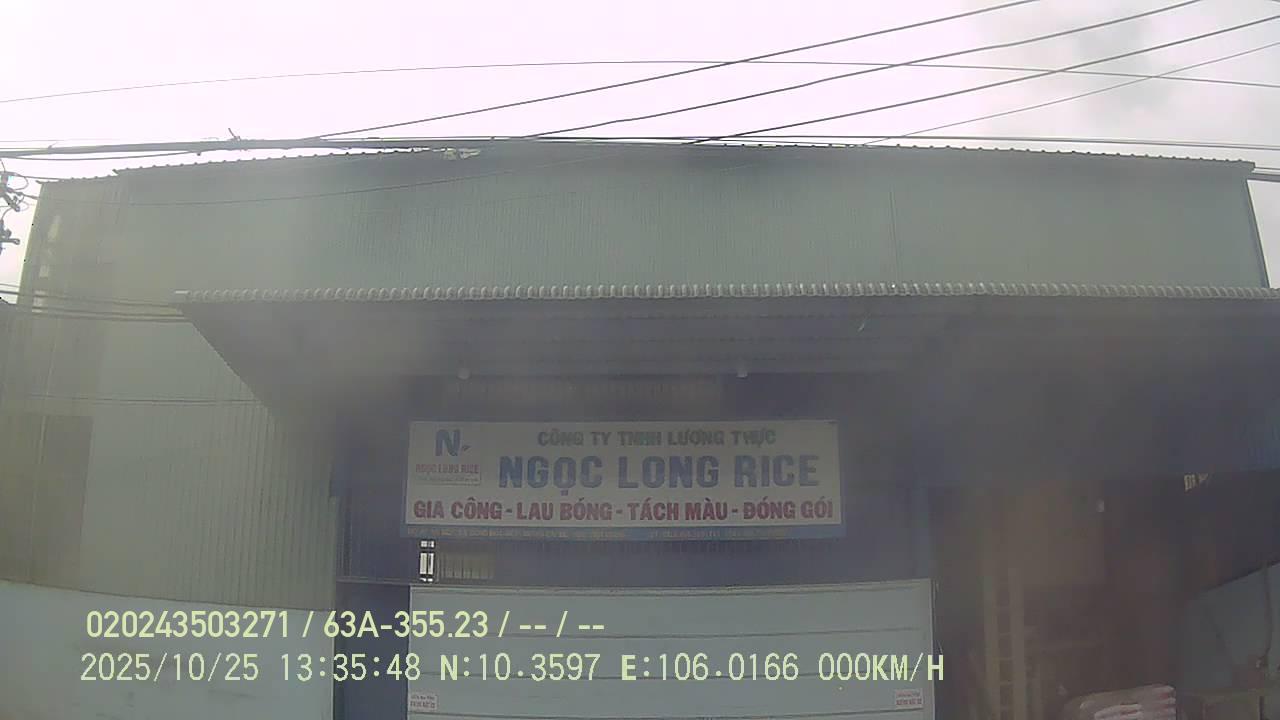 N
NGỌC LONG RICE
CÔNG TY TNHH LƯƠNG THỰC
NGỌC LONG RICE
GIA CÔNG - LAU BÓNG - TÁCH MÀU - ĐÓNG GÓI
020243503271 / 63A-355.23 / -- / --
2025/10/25 13:35:48 N:10.3597 E:106.0166 000KM/H